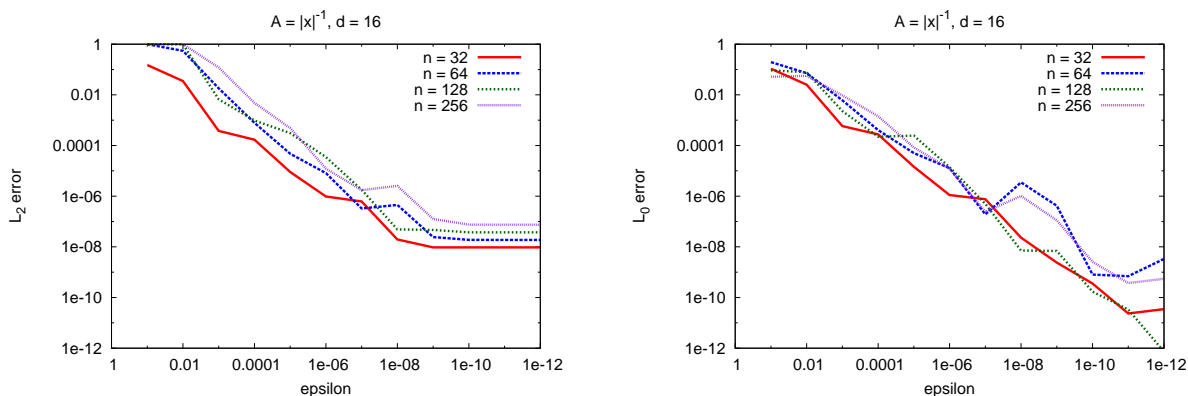 A = |x|^-1, d = 16
L_2 error
1
0.01
0.0001
1e-06
1e-08
1e-10
1e-12
n = 32
n = 64
n = 128
n = 256
1 0.01 0.0001 1e-06 1e-08 1e-10 1e-12
epsilon
A = |x|^-1, d = 16
L_0 error
1
0.01
0.0001
1e-06
1e-08
1e-10
1e-12
n = 32
n = 64
n = 128
n = 256
1 0.01 0.0001 1e-06 1e-08 1e-10 1e-12
epsilon